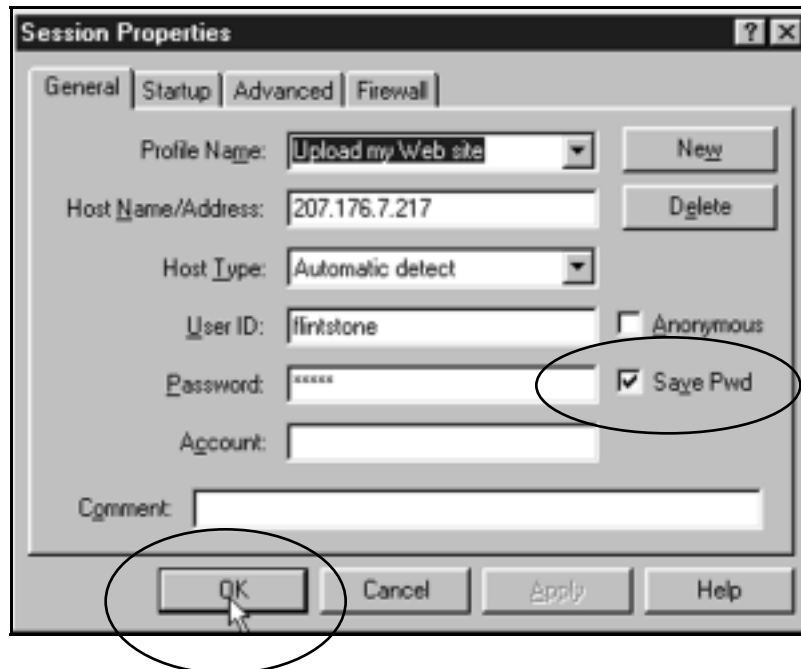 Session Properties
General Startup Advanced Firewall
Profile Name: Upload my Web site New
Host Name/Address: 207.176.7.217 Delete
Host Type: Automatic detect
User ID: flintstone Anonymous
Password: ***** Save Pwd
Account:
Comment:
OK Cancel Apply Help